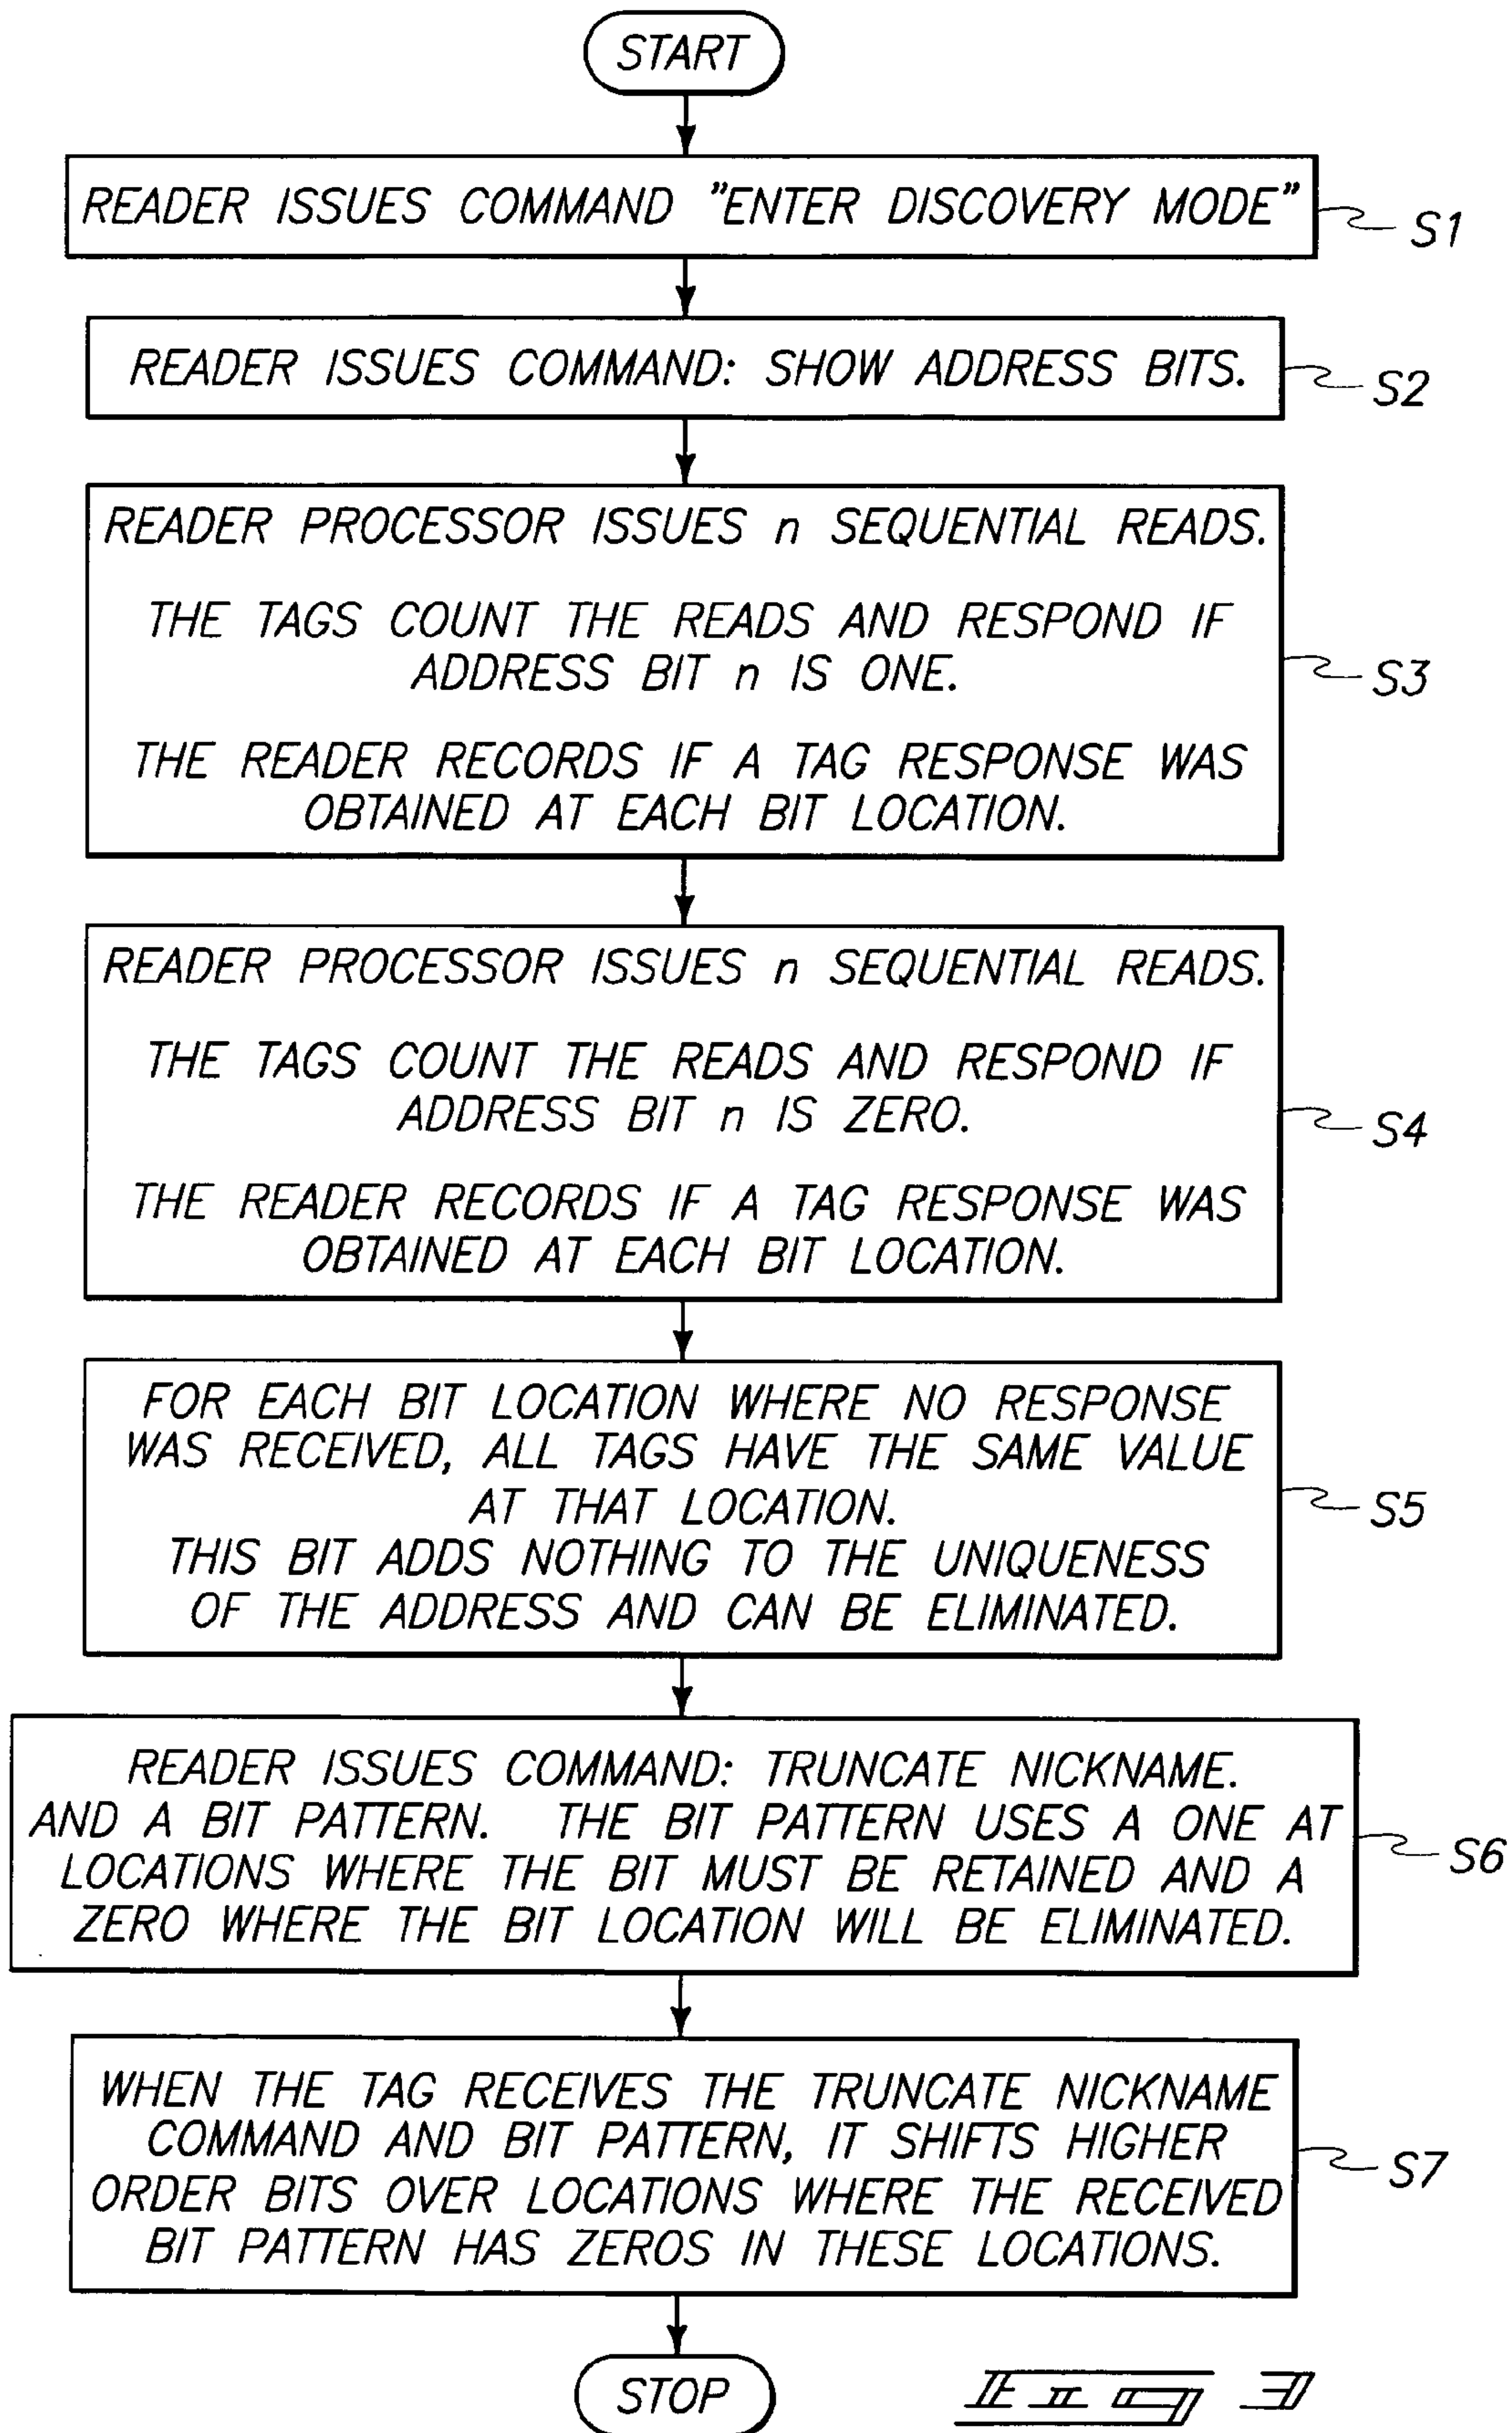 START
READER ISSUES COMMAND "ENTER DISCOVERY MODE"
S1
READER ISSUES COMMAND: SHOW ADDRESS BITS.
S2
READER PROCESSOR ISSUES n SEQUENTIAL READS.
THE TAGS COUNT THE READS AND RESPOND IF
ADDRESS BIT n IS ONE.
S3
THE READER RECORDS IF A TAG RESPONSE WAS
OBTAINED AT EACH BIT LOCATION.
READER PROCESSOR ISSUES n SEQUENTIAL READS.
THE TAGS COUNT THE READS AND RESPOND IF
ADDRESS BIT n IS ZERO.
S4
THE READER RECORDS IF A TAG RESPONSE WAS
OBTAINED AT EACH BIT LOCATION.
FOR EACH BIT LOCATION WHERE NO RESPONSE
WAS RECEIVED, ALL TAGS HAVE THE SAME VALUE
AT THAT LOCATION.
S5
THIS BIT ADDS NOTHING TO THE UNIQUENESS
OF THE ADDRESS AND CAN BE ELIMINATED.
READER ISSUES COMMAND: TRUNCATE NICKNAME.
AND A BIT PATTERN. THE BIT PATTERN USES A ONE AT
S6
LOCATIONS WHERE THE BIT MUST BE RETAINED AND A
ZERO WHERE THE BIT LOCATION WILL BE ELIMINATED.
WHEN THE TAG RECEIVES THE TRUNCATE NICKNAME
COMMAND AND BIT PATTERN, IT SHIFTS HIGHER
S7
ORDER BITS OVER LOCATIONS WHERE THE RECEIVED
BIT PATTERN HAS ZEROS IN THESE LOCATIONS.
STOP
Fig 3